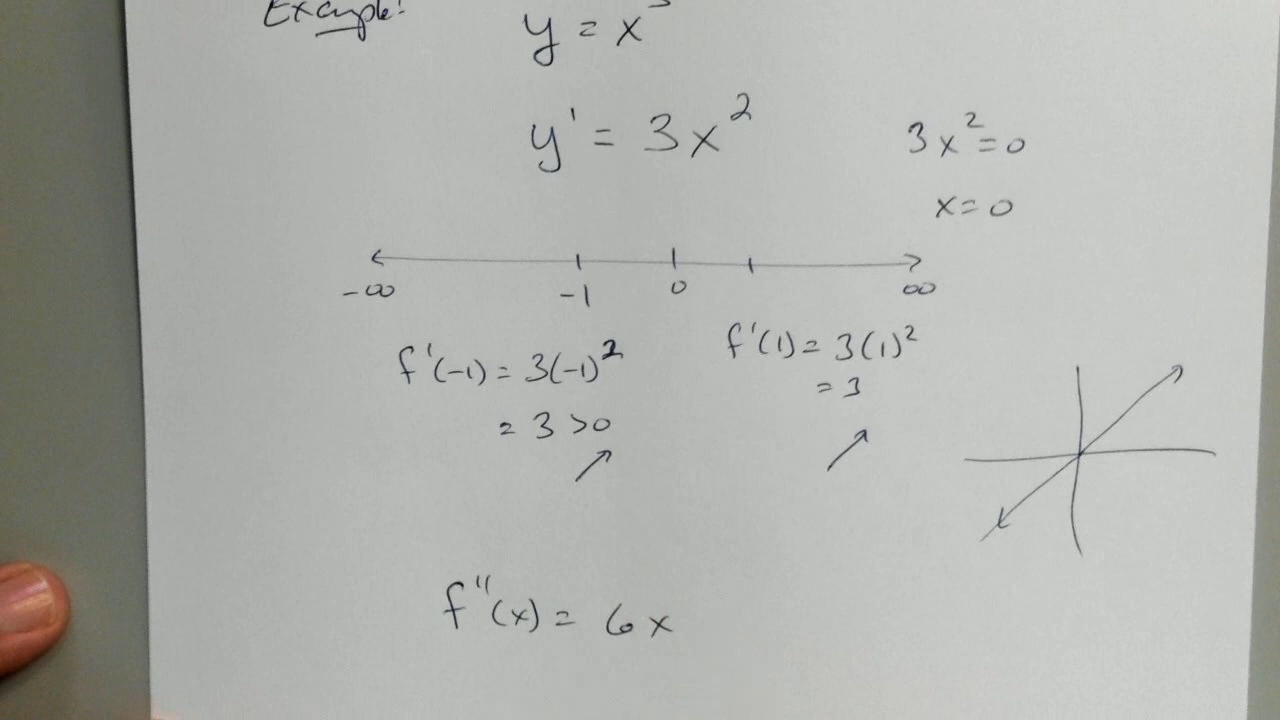 Example:
y = x³
y' = 3x²
3x² = 0
x = 0
-∞ -1 0 ∞
f'(-1) = 3(-1)²
= 3 > 0
f'(1) = 3(1)²
= 3
f''(x) = 6x